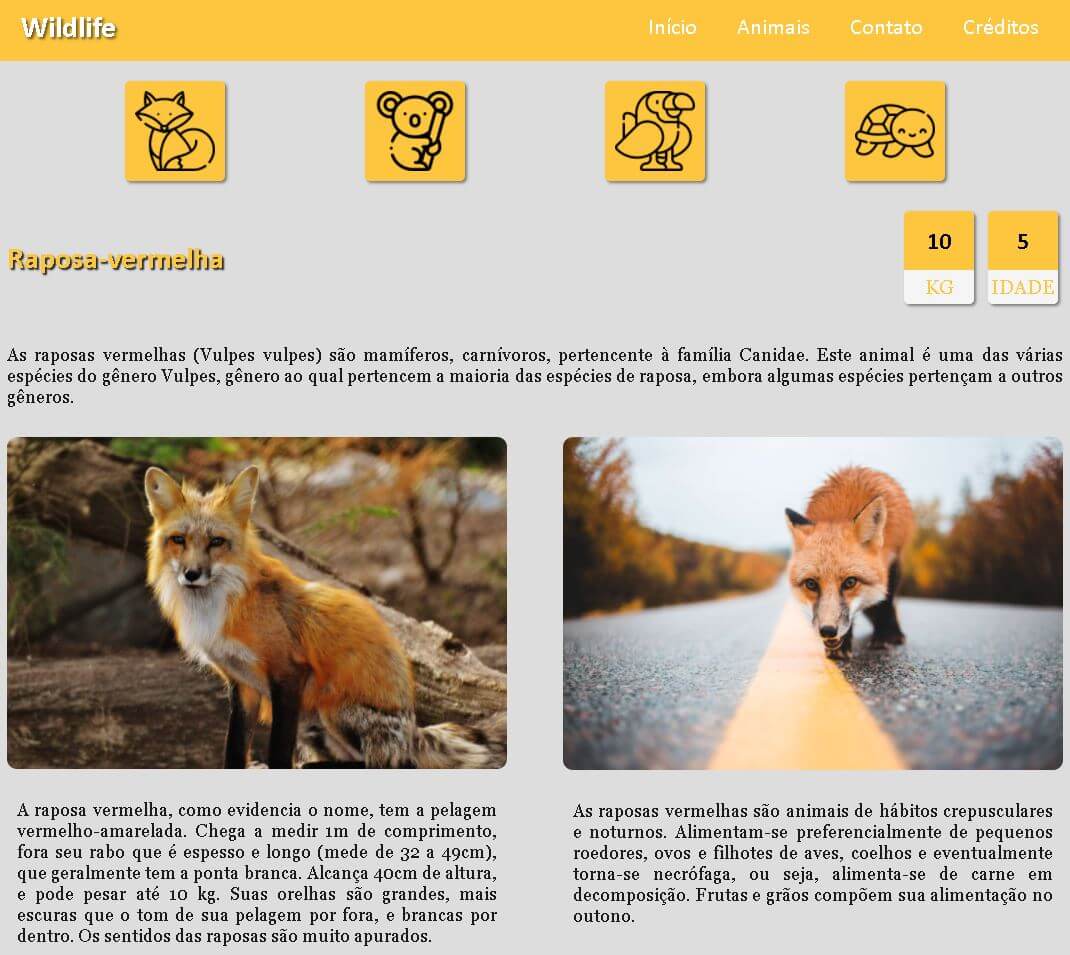 Wildlife
Início Animais Contato Créditos
Raposa-vermelha
10
KG
5
IDADE
As raposas vermelhas (Vulpes vulpes) são mamíferos, carnívoros, pertencente à família Canidae. Este animal é uma das várias
espécies do gênero Vulpes, gênero ao qual pertencem a maioria das espécies de raposa, embora algumas espécies pertençam a outros
gêneros.
A raposa vermelha, como evidencia o nome, tem a pelagem
vermelho-amarelada. Chega a medir 1m de comprimento,
fora seu rabo que é espesso e longo (mede de 32 a 49cm),
que geralmente tem a ponta branca. Alcança 40cm de altura,
e pode pesar até 10 kg. Suas orelhas são grandes, mais
escuras que o tom de sua pelagem por fora, e brancas por
dentro. Os sentidos das raposas são muito apurados.
As raposas vermelhas são animais de hábitos crepusculares
e noturnos. Alimentam-se preferencialmente de pequenos
roedores, ovos e filhotes de aves, coelhos e eventualmente
torna-se necrófaga, ou seja, alimenta-se de carne em
decomposição. Frutas e grãos compõem sua alimentação no
outono.